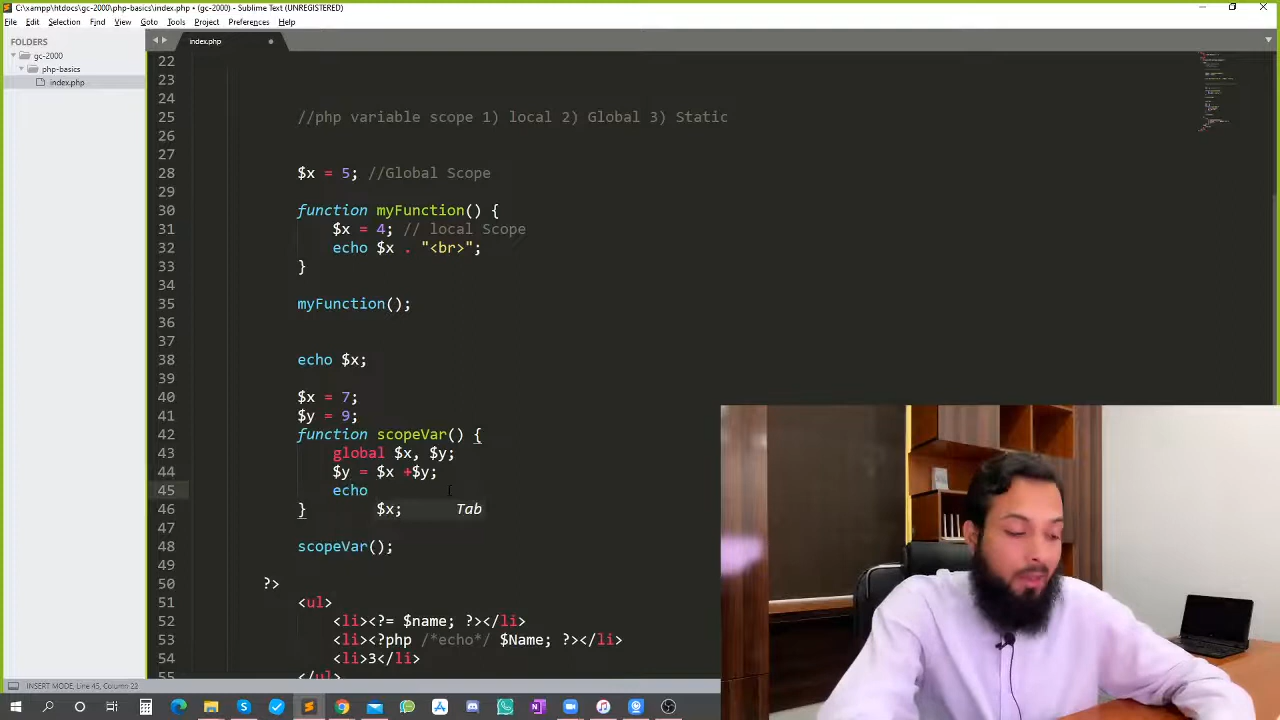 C:\xampp\htdocs\gc-2000\php-basics\index.php • (gc-2000) - Sublime Text (UNREGISTERED)
File Edit Selection Find View Goto Tools Project Preferences Help
FOLDERS
gc-2000
php-basics
index.php
index.php
22
23
24
25 //php variable scope 1) local 2) Global 3) Static
26
27
28 $x = 5; //Global Scope
29
30 function myFunction() {
31 $x = 4; // local Scope
32 echo $x . "<br>";
33 }
34
35 myFunction();
36
37
38 echo $x;
39
40 $x = 7;
41 $y = 9;
42 function scopeVar() {
43 global $x, $y;
44 $y = $x +$y;
45 echo
46 }
$x; Tab
47
48 scopeVar();
49
50 ?>
51 <ul>
52 <li><?= $name; ?></li>
53 <li><?php /*echo*/ $Name; ?></li>
54 <li>3</li>
55 </ul>
INSERT MODE, Line 45, Column 22